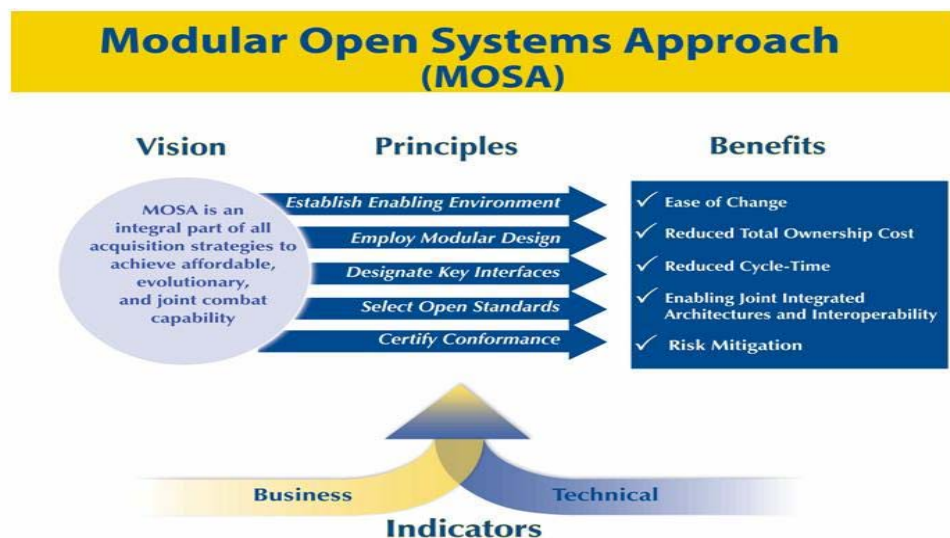 Modular Open Systems Approach
(MOSA)
Vision
Principles
Benefits
MOSA is an
integral part of all
acquisition strategies to
achieve affordable,
evolutionary,
and joint combat
capability
Establish Enabling Environment
Employ Modular Design
Designate Key Interfaces
Select Open Standards
Certify Conformance
✓ Ease of Change
✓ Reduced Total Ownership Cost
✓ Reduced Cycle-Time
✓ Enabling Joint Integrated
Architectures and Interoperability
✓ Risk Mitigation
Business
Technical
Indicators